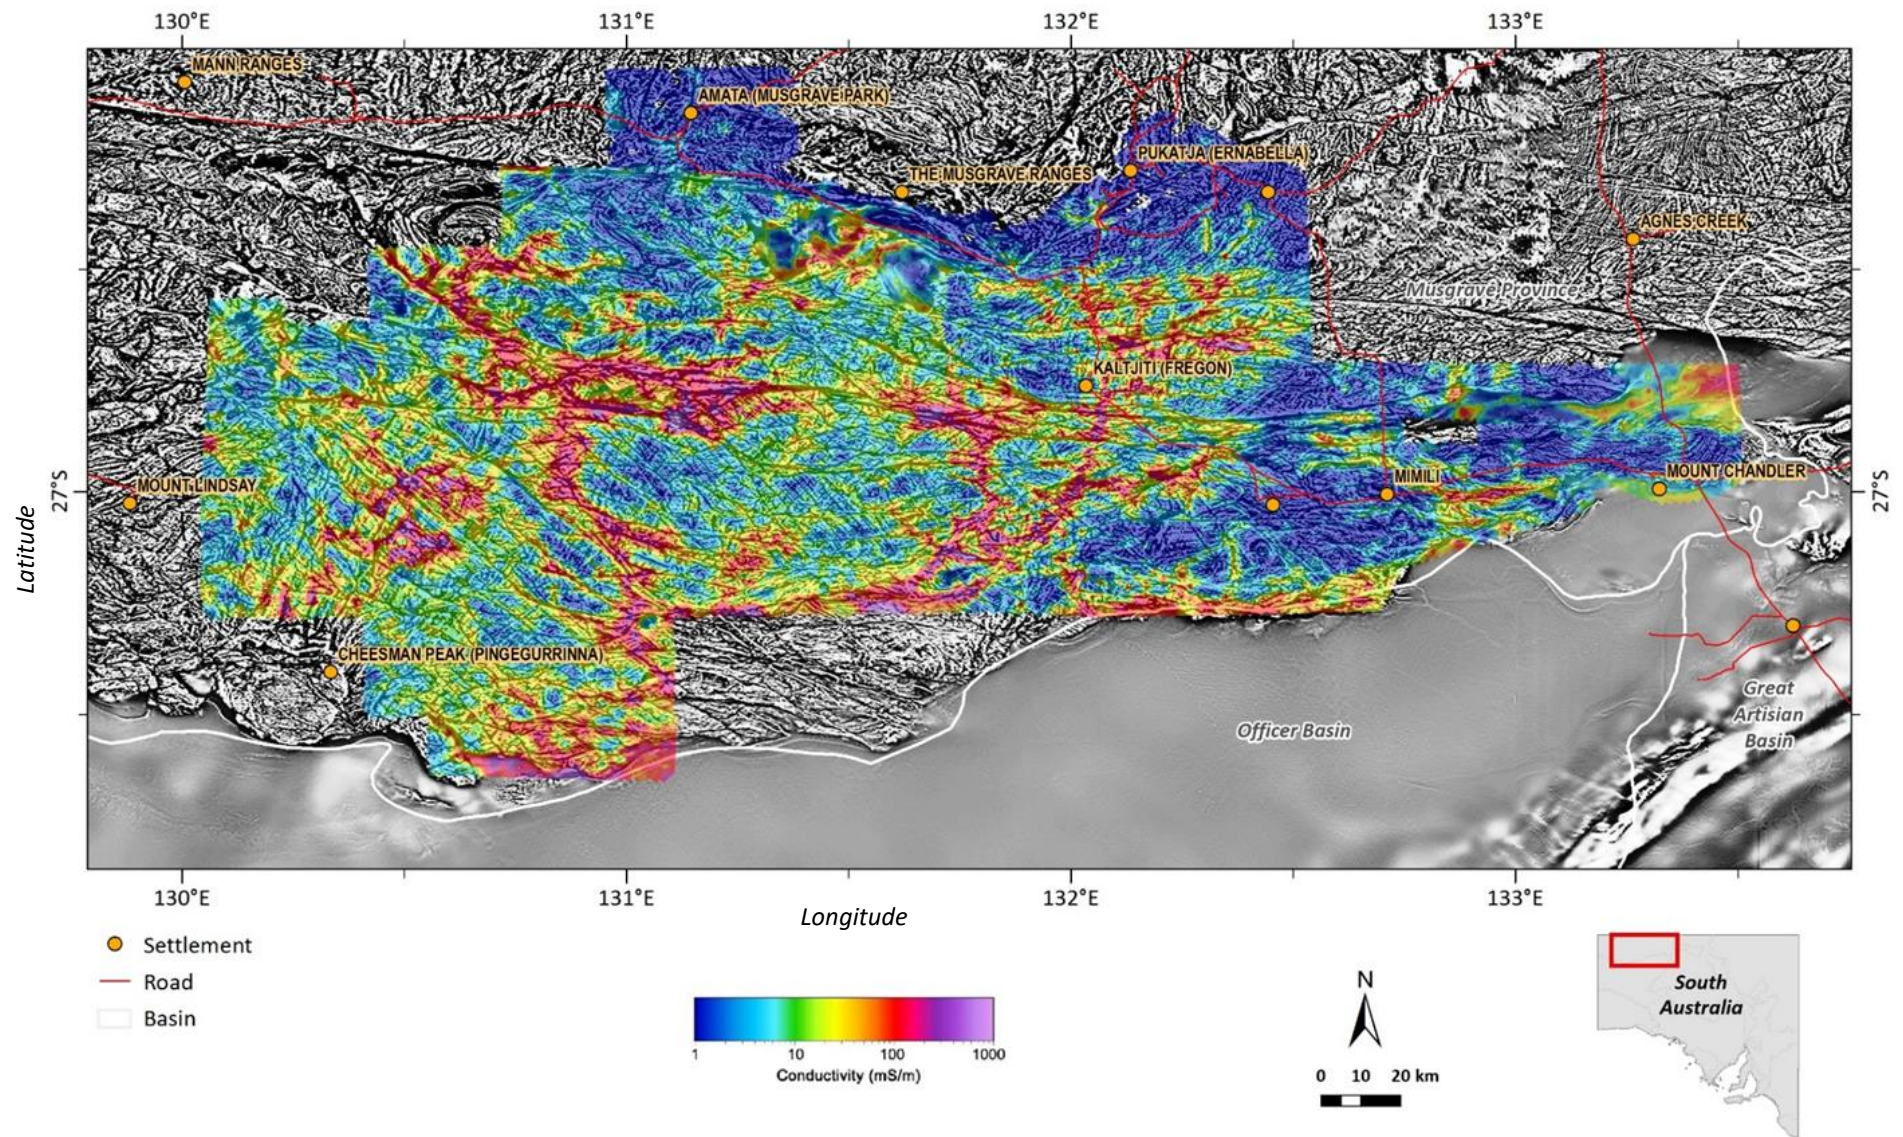 130°E 131°E 132°E 133°E
MANN RANGES
AMATA (MUSGRAVE PARK)
PUKATJA (ERNABELLA)
THE MUSGRAVE RANGES
AGNES CREEK
Musgrave Province
KALTJITI (FREGON)
MOUNT CHANDLER
MIMILI
MOUNT LINDSAY
27°S
27°S
Latitude
CHEESMAN PEAK (PINGEGURRINNA)
Great
Artisian
Basin
Officer Basin
130°E 131°E 132°E 133°E
Longitude
Settlement
Road
Basin
1 10 100 1000
Conductivity (mS/m)
N
0 10 20 km
South
Australia